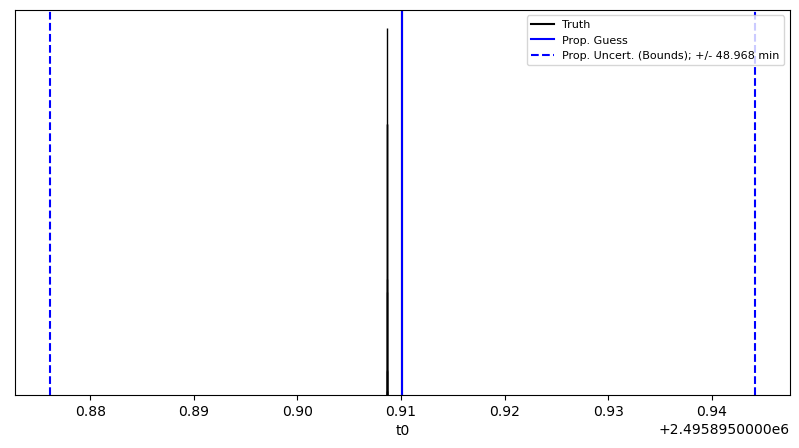 Truth
Prop. Guess
Prop. Uncert. (Bounds); +/- 48.968 min
0.88 0.89 0.90 0.91 0.92 0.93 0.94
t0
+2.4958950000e6